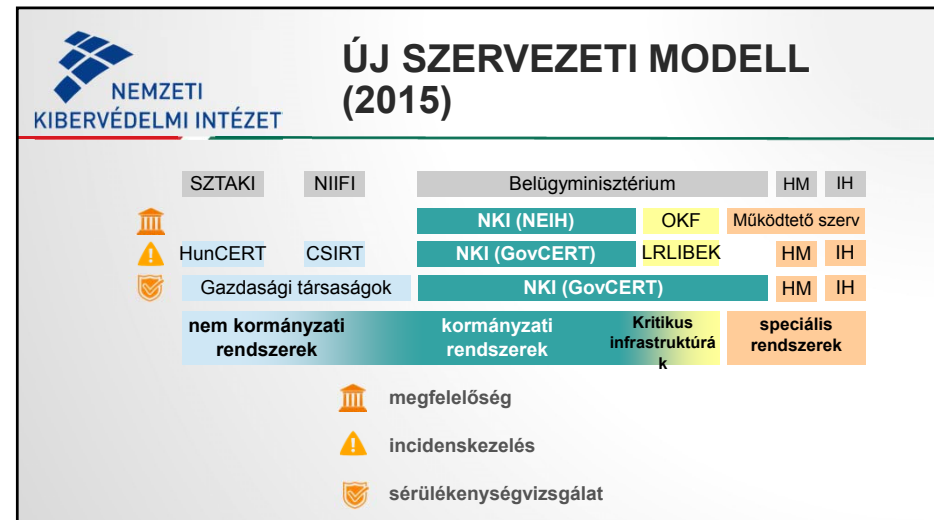 NEMZETI
KIBERVÉDELMI INTÉZET
ÚJ SZERVEZETI MODELL
(2015)
SZTAKI NIIFI Belügyminisztérium HM IH
NKI (NEIH) OKF Működtető szerv
HunCERT CSIRT NKI (GovCERT) LRLIBEK HM IH
Gazdasági társaságok NKI (GovCERT) HM IH
nem kormányzati
rendszerek
kormányzati
rendszerek
Kritikus
infrastruktúrá
k
speciális
rendszerek
megfelelőség
incidenskezelés
sérülékenységvizsgálat